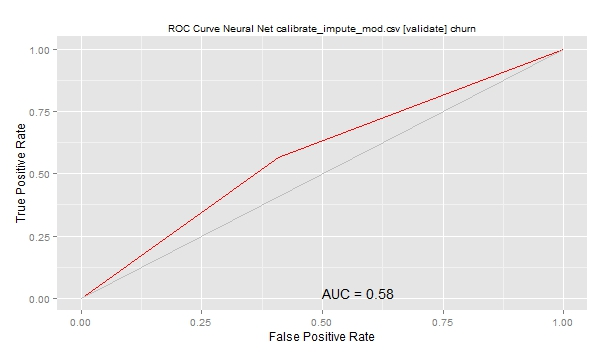 ROC Curve Neural Net calibrate_impute_mod.csv [validate] churn
True Positive Rate
1.00
0.75
0.50
0.25
0.00
AUC = 0.58
0.00 0.25 0.50 0.75 1.00
False Positive Rate